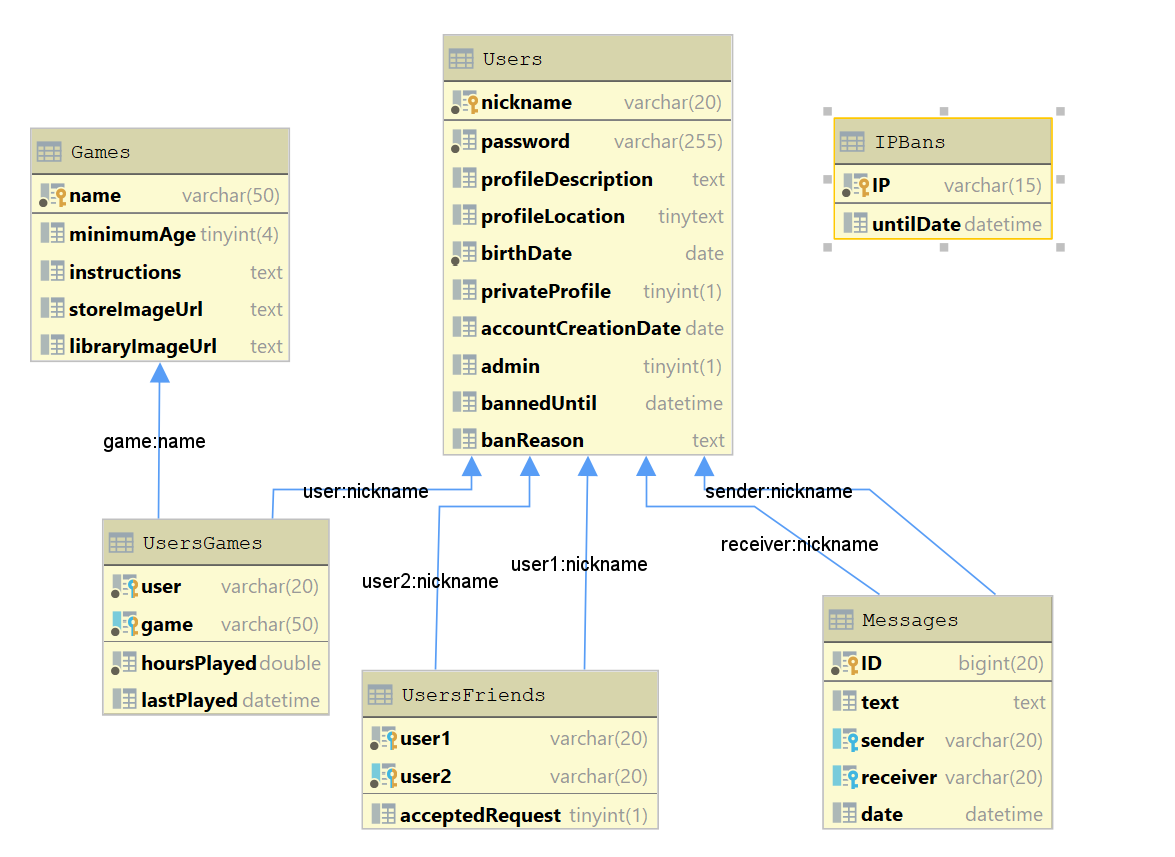 Users
nickname varchar(20)
password varchar(255)
profileDescription text
profileLocation tinytext
birthDate date
privateProfile tinyint(1)
accountCreationDate date
admin tinyint(1)
bannedUntil datetime
banReason text
IPBans
IP varchar(15)
untilDate datetime
Games
name varchar(50)
minimumAge tinyint(4)
instructions text
storeImageUrl text
libraryImageUrl text
game:name
user:nickname
sender:nickname
receiver:nickname
user1:nickname
user2:nickname
UsersGames
user varchar(20)
game varchar(50)
hoursPlayed double
lastPlayed datetime
UsersFriends
user1 varchar(20)
user2 varchar(20)
acceptedRequest tinyint(1)
Messages
ID bigint(20)
text text
sender varchar(20)
receiver varchar(20)
date datetime